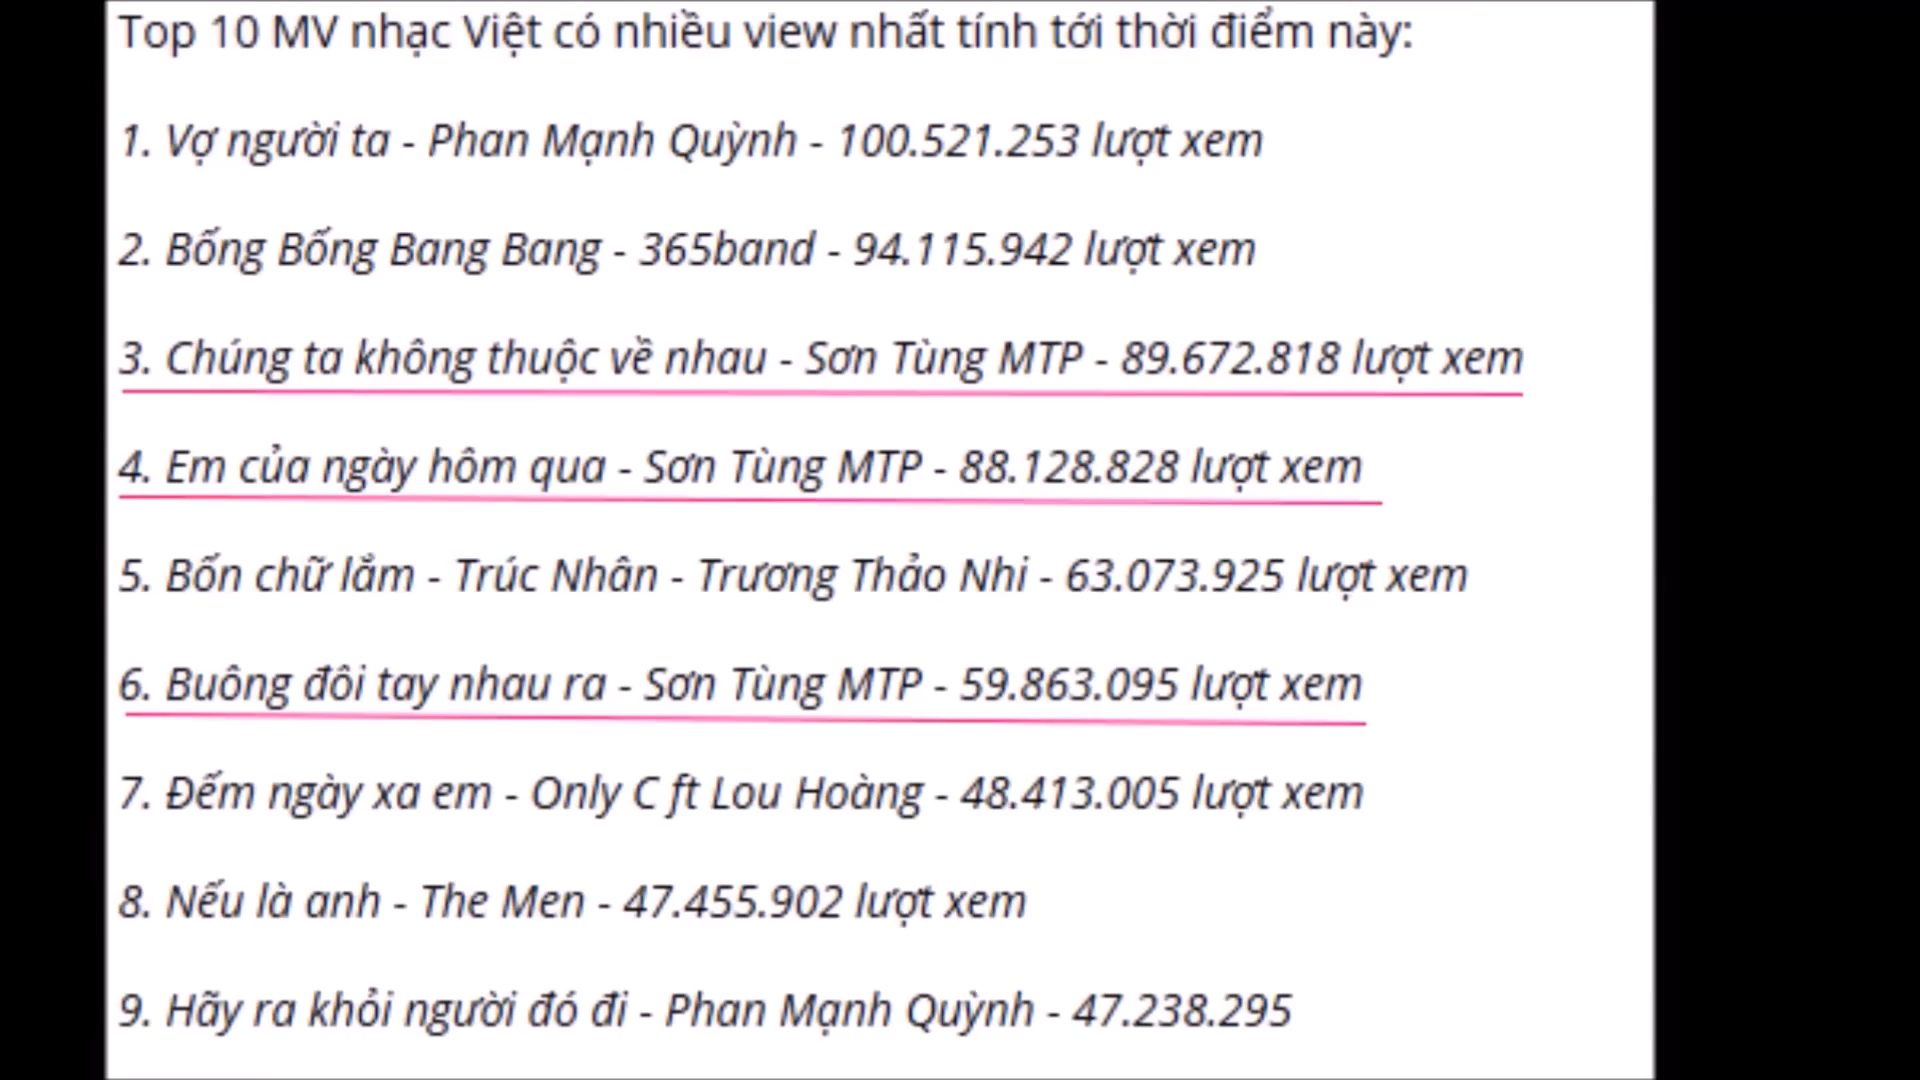 Top 10 MV nhạc Việt có nhiều view nhất tính tới thời điểm này:
1. Vợ người ta - Phan Mạnh Quỳnh - 100.521.253 lượt xem
2. Bống Bống Bang Bang - 365band - 94.115.942 lượt xem
3. Chúng ta không thuộc về nhau - Sơn Tùng MTP - 89.672.818 lượt xem
4. Em của ngày hôm qua - Sơn Tùng MTP - 88.128.828 lượt xem
5. Bốn chữ lắm - Trúc Nhân - Trương Thảo Nhi - 63.073.925 lượt xem
6. Buông đôi tay nhau ra - Sơn Tùng MTP - 59.863.095 lượt xem
7. Đếm ngày xa em - Only C ft Lou Hoàng - 48.413.005 lượt xem
8. Nếu là anh - The Men - 47.455.902 lượt xem
9. Hãy ra khỏi người đó đi - Phan Mạnh Quỳnh - 47.238.295